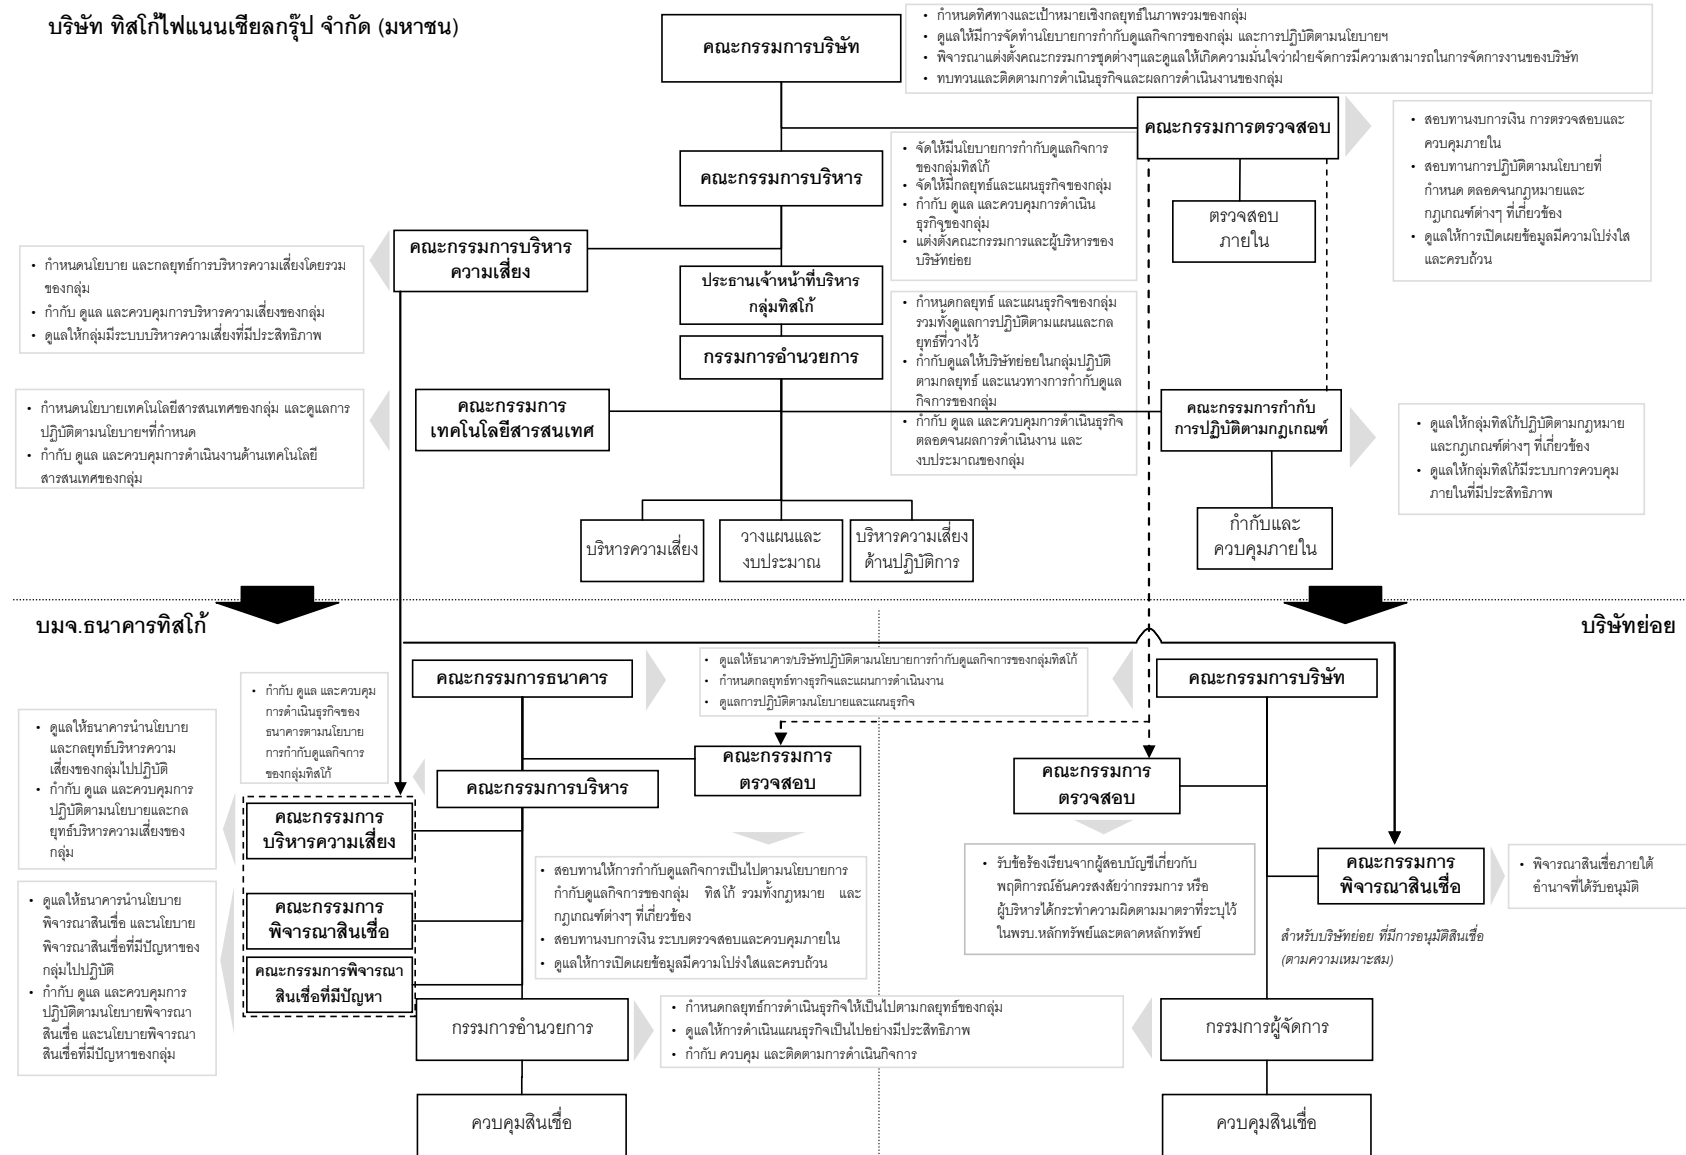 บริษัท ทิสโก้ไฟแนนเชียลกรุ๊ป จำกัด (มหาชน)
คณะกรรมการบริษัท
• กำหนดทิศทางและเป้าหมายเชิงกลยุทธ์ในภาพรวมของกลุ่ม
• ดูแลให้มีการจัดทำนโยบายการกำกับดูแลกิจการของกลุ่ม และการปฏิบัติตามนโยบายฯ
• พิจารณาแต่งตั้งคณะกรรมการชุดต่างๆและดูแลให้เกิดความมั่นใจว่าฝ่ายจัดการมีความสามารถในการจัดการงานของบริษัท
• ทบทวนและติดตามการดำเนินธุรกิจและผลการดำเนินงานของกลุ่ม
คณะกรรมการตรวจสอบ
• สอบทานงบการเงิน การตรวจสอบและ
ควบคุมภายใน
• สอบทานการปฏิบัติตามนโยบายที่
กำหนด ตลอดจนกฎหมายและ
กฎเกณฑ์ต่างๆ ที่เกี่ยวข้อง
• ดูแลให้การเปิดเผยข้อมูลมีความโปร่งใส
และครบถ้วน
คณะกรรมการบริหาร
• จัดให้มีนโยบายการกำกับดูแลกิจการ
ของกลุ่มทิสโก้
• จัดให้มีกลยุทธ์และแผนธุรกิจของกลุ่ม
• กำกับ ดูแล และควบคุมการดำเนิน
ธุรกิจของกลุ่ม
• แต่งตั้งคณะกรรมการและผู้บริหารของ
บริษัทย่อย
ตรวจสอบ
ภายใน
คณะกรรมการบริหาร
ความเสี่ยง
• กำหนดนโยบาย และกลยุทธ์การบริหารความเสี่ยงโดยรวม
ของกลุ่ม
• กำกับ ดูแล และควบคุมการบริหารความเสี่ยงของกลุ่ม
• ดูแลให้กลุ่มมีระบบบริหารความเสี่ยงที่มีประสิทธิภาพ
ประธานเจ้าหน้าที่บริหาร
กลุ่มทิสโก้
กรรมการอำนวยการ
• กำหนดกลยุทธ์ และแผนธุรกิจของกลุ่ม
รวมทั้งดูแลการปฏิบัติตามแผนและกล
ยุทธ์ที่วางไว้
• กำกับดูแลให้บริษัทย่อยในกลุ่มปฏิบัติ
ตามกลยุทธ์ และแนวทางการกำกับดูแล
กิจการของกลุ่ม
• กำกับ ดูแล และควบคุมการดำเนินธุรกิจ
ตลอดจนผลการดำเนินงาน และ
งบประมาณของกลุ่ม
• กำหนดนโยบายเทคโนโลยีสารสนเทศของกลุ่ม และดูแลการ
ปฏิบัติตามนโยบายฯที่กำหนด
• กำกับ ดูแล และควบคุมการดำเนินงานด้านเทคโนโลยี
สารสนเทศของกลุ่ม
คณะกรรมการ
เทคโนโลยีสารสนเทศ
คณะกรรมการกำกับ
การปฏิบัติตามกฎเกณฑ์
• ดูแลให้กลุ่มทิสโก้ปฏิบัติตามกฎหมาย
และกฎเกณฑ์ต่างๆ ที่เกี่ยวข้อง
• ดูแลให้กลุ่มทิสโก้มีระบบการควบคุม
ภายในที่มีประสิทธิภาพ
บริหารความเสี่ยง
วางแผนและ
งบประมาณ
บริหารความเสี่ยง
ด้านปฏิบัติการ
กำกับและ
ควบคุมภายใน
บมจ.ธนาคารทิสโก้
บริษัทย่อย
คณะกรรมการธนาคาร
• ดูแลให้ธนาคาร/บริษัทปฏิบัติตามนโยบายการกำกับดูแลกิจการของกลุ่มทิสโก้
• กำหนดกลยุทธ์ทางธุรกิจและแผนการดำเนินงาน
• ดูแลการปฏิบัติตามนโยบายและแผนธุรกิจ
คณะกรรมการบริษัท
• กำกับ ดูแล และควบคุม
การดำเนินธุรกิจของ
ธนาคารตามนโยบาย
การกำกับดูแลกิจการ
ของกลุ่มทิสโก้
• ดูแลให้ธนาคารนำนโยบาย
และกลยุทธ์บริหารความ
เสี่ยงของกลุ่มไปปฏิบัติ
• กำกับ ดูแล และควบคุมการ
ปฏิบัติตามนโยบายและกล
ยุทธ์บริหารความเสี่ยงของ
กลุ่ม
คณะกรรมการบริหาร
คณะกรรมการ
ตรวจสอบ
คณะกรรมการ
ตรวจสอบ
คณะกรรมการ
บริหารความเสี่ยง
• สอบทานให้การกำกับดูแลกิจการเป็นไปตามนโยบายการ
กำกับดูแลกิจการของกลุ่ม ทิสโก้ รวมทั้งกฎหมาย และ
กฎเกณฑ์ต่างๆ ที่เกี่ยวข้อง
• สอบทานงบการเงิน ระบบตรวจสอบและควบคุมภายใน
• ดูแลให้การเปิดเผยข้อมูลมีความโปร่งใสและครบถ้วน
• รับข้อร้องเรียนจากผู้สอบบัญชีเกี่ยวกับ
พฤติการณ์อันควรสงสัยว่ากรรมการ หรือ
ผู้บริหารได้กระทำความผิดตามมาตราที่ระบุไว้
ในพรบ.หลักทรัพย์และตลาดหลักทรัพย์
คณะกรรมการ
พิจารณาสินเชื่อ
• พิจารณาสินเชื่อภายใต้
อำนาจที่ได้รับอนุมัติ
สำหรับบริษัทย่อย ที่มีการอนุมัติสินเชื่อ
(ตามความเหมาะสม)
• ดูแลให้ธนาคารนำนโยบาย
พิจารณาสินเชื่อ และนโยบาย
พิจารณาสินเชื่อที่มีปัญหาของ
กลุ่มไปปฏิบัติ
• กำกับ ดูแล และควบคุมการ
ปฏิบัติตามนโยบายพิจารณา
สินเชื่อ และนโยบายพิจารณา
สินเชื่อที่มีปัญหาของกลุ่ม
คณะกรรมการ
พิจารณาสินเชื่อ
คณะกรรมการพิจารณา
สินเชื่อที่มีปัญหา
กรรมการอำนวยการ
• กำหนดกลยุทธ์การดำเนินธุรกิจให้เป็นไปตามกลยุทธ์ของกลุ่ม
• ดูแลให้การดำเนินแผนธุรกิจเป็นไปอย่างมีประสิทธิภาพ
• กำกับ ควบคุม และติดตามการดำเนินกิจการ
กรรมการผู้จัดการ
ควบคุมสินเชื่อ
ควบคุมสินเชื่อ